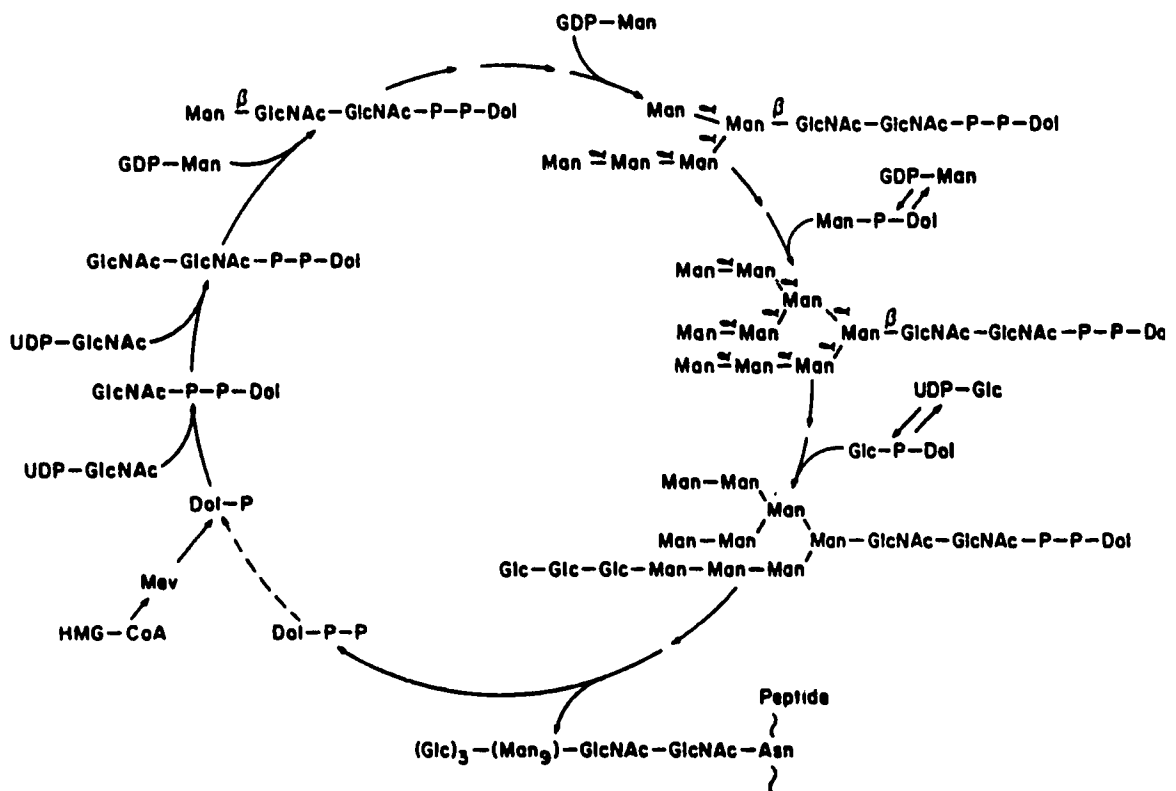 GDP–Man
Man β GlcNAc–GlcNAc–P–P–Dol
Man α Man β GlcNAc–GlcNAc–P–P–Dol
α
GDP–Man
Man α Man α Man
GDP–Man
Man–P–Dol
GlcNAc–GlcNAc–P–P–Dol
Man α Man
α
Man
α α
UDP–GlcNAc
Man α Man
Man β GlcNAc–GlcNAc–P–P–Do
α
Man α Man α Man
GlcNAc–P–P–Dol
UDP–Glc
Glc–P–Dol
UDP–GlcNAc
Man–Man
Dol–P
Man
Man–Man
Man–GlcNAc–GlcNAc–P–P–Dol
Glc–Glc–Glc–Man–Man–Man
Mev
HMG–CoA
Dol–P–P
Peptide
(Glc)3–(Man9)–GlcNAc–GlcNAc–Asn